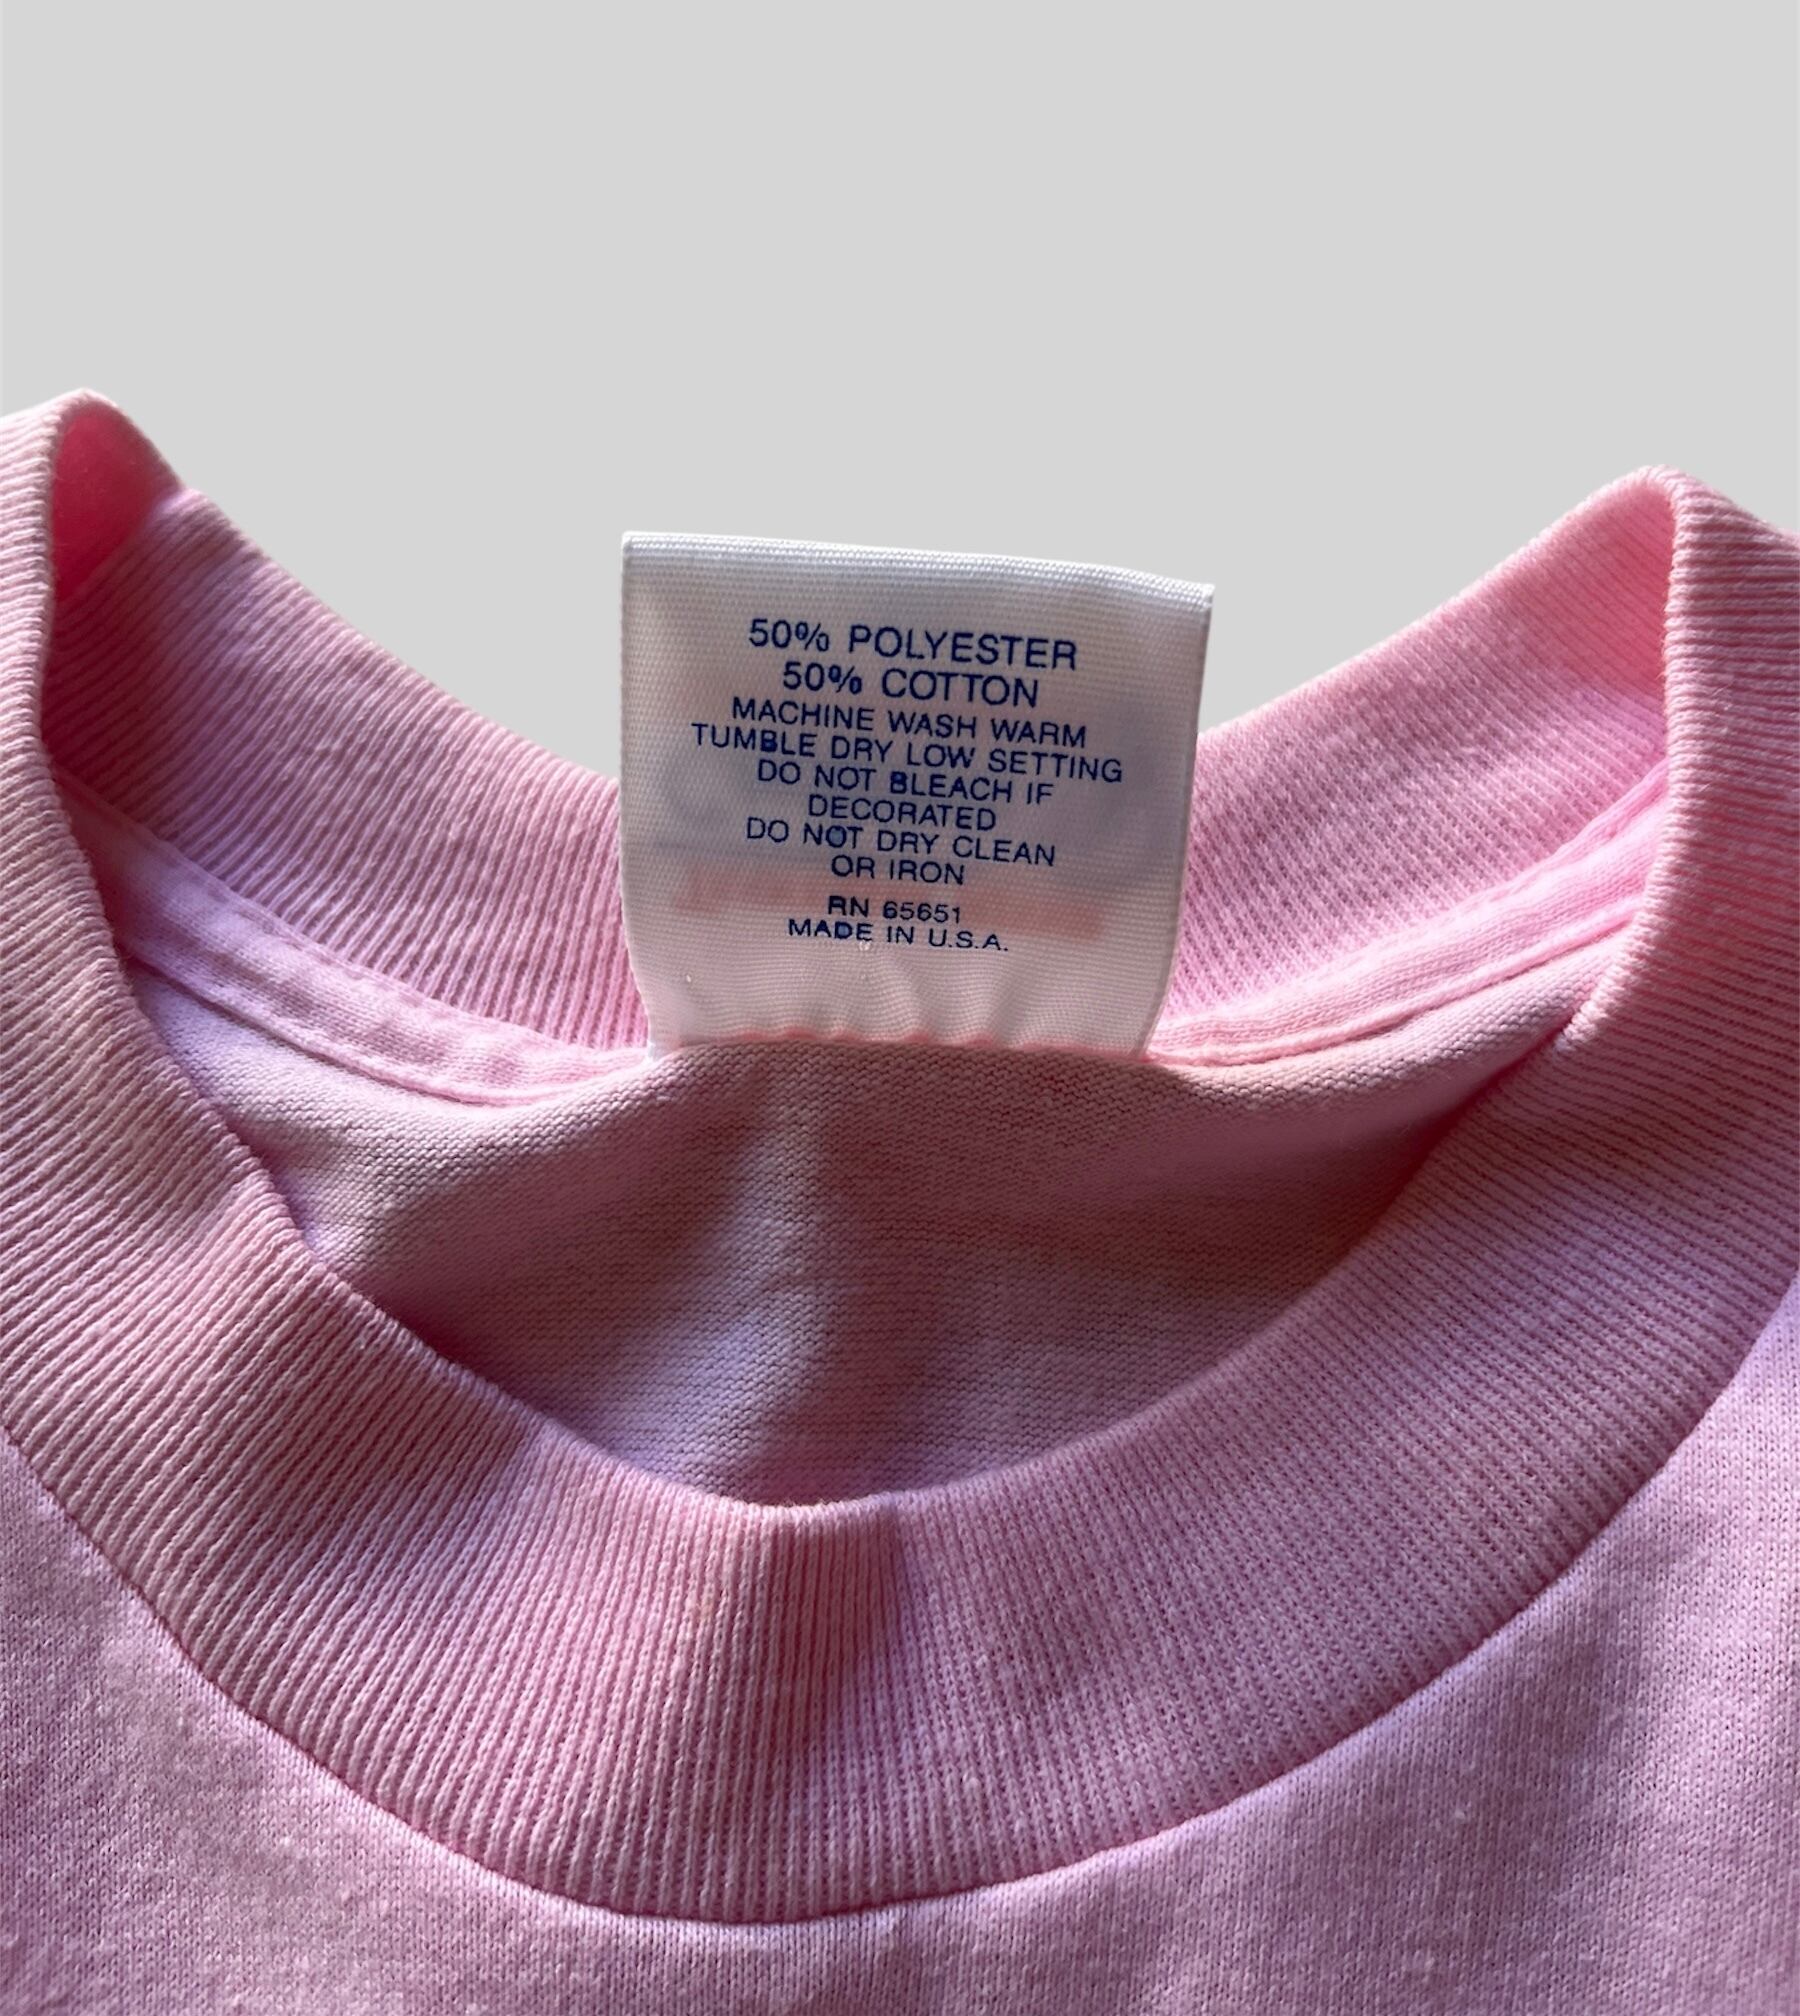 50% POLYESTER
50% COTTON
MACHINE WASH WARM
TUMBLE DRY LOW SETTING
DO NOT BLEACH IF
DECORATED
DO NOT DRY CLEAN
OR IRON
RN 65651
MADE IN U.S.A.